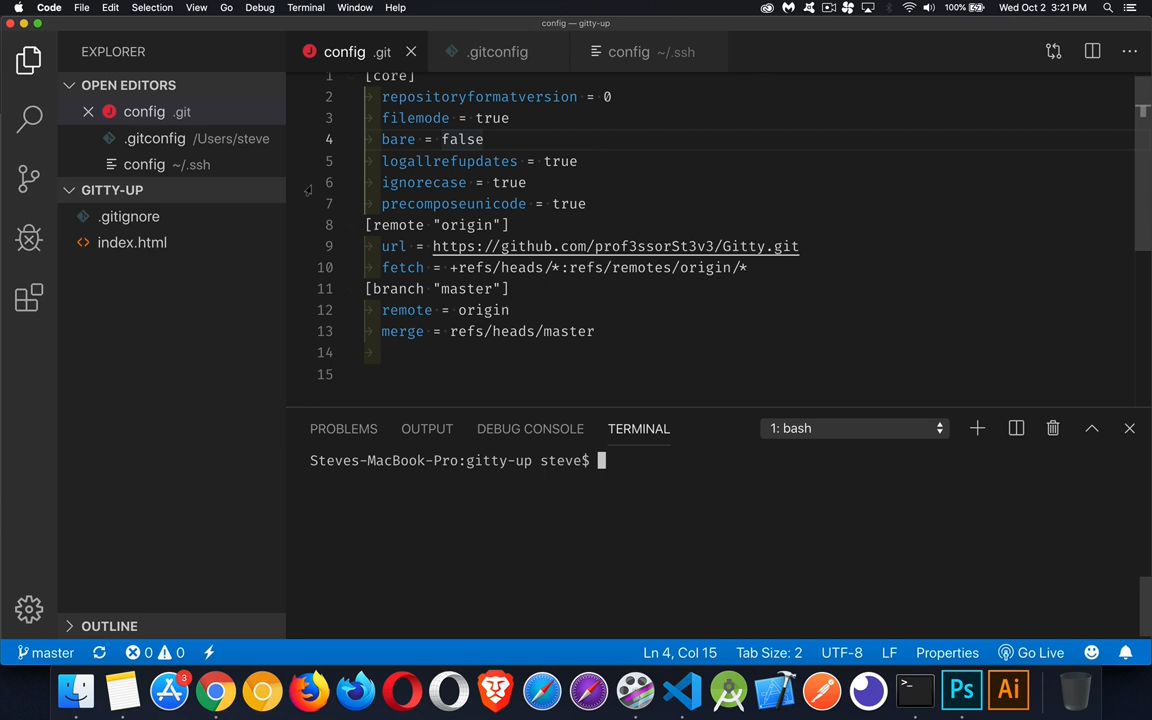 Code File Edit Selection View Go Debug Terminal Window Help 100% Wed Oct 2 3:21 PM
config — gitty-up
EXPLORER
config .git
.gitconfig
config ~/.ssh
OPEN EDITORS
config .git
.gitconfig /Users/steve
config ~/.ssh
GITTY-UP
.gitignore
index.html
1 [core]
2 repositoryformatversion = 0
3 filemode = true
4 bare = false
5 logallrefupdates = true
6 ignorecase = true
7 precomposeunicode = true
8 [remote "origin"]
9 url = https://github.com/prof3ssorSt3v3/Gitty.git
10 fetch = +refs/heads/*:refs/remotes/origin/*
11 [branch "master"]
12 remote = origin
13 merge = refs/heads/master
14
15
PROBLEMS OUTPUT DEBUG CONSOLE TERMINAL 1: bash
Steves-MacBook-Pro:gitty-up steve$
OUTLINE
master 0 0 Ln 4, Col 15 Tab Size: 2 UTF-8 LF Properties Go Live
3
Ps Ai